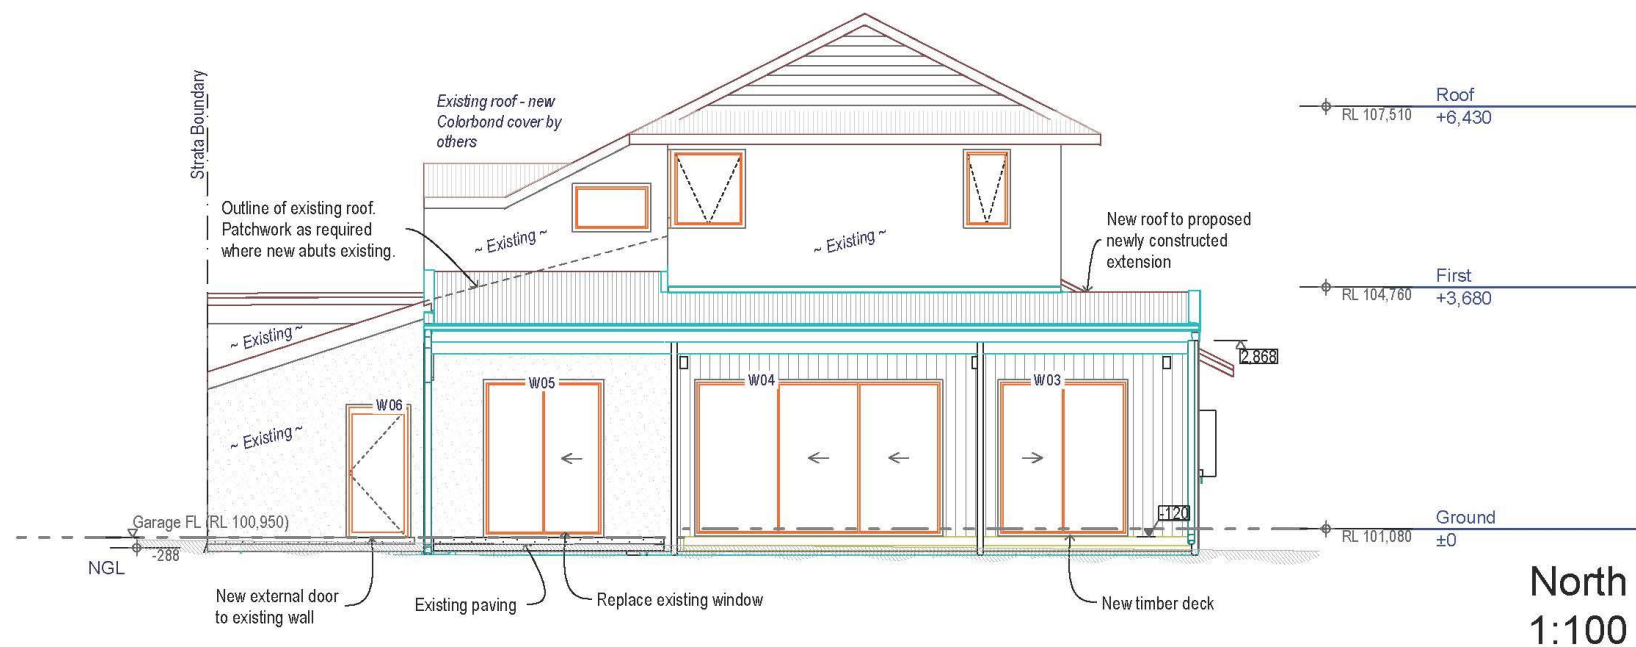 Strata Boundary
Existing roof - new
Colorbond cover by
others
Roof
RL 107,510
+6,430
Outline of existing roof.
Patchwork as required
where new abuts existing.
~ Existing ~
~ Existing ~
New roof to proposed
newly constructed
extension
First
RL 104,760
+3,680
~ Existing ~
2,868
W06
W05
W04
W03
~ Existing ~
Garage FL (RL 100,950)
-120
Ground
RL 101,080
±0
-288
NGL
New external door
to existing wall
Existing paving
Replace existing window
New timber deck
North
1:100